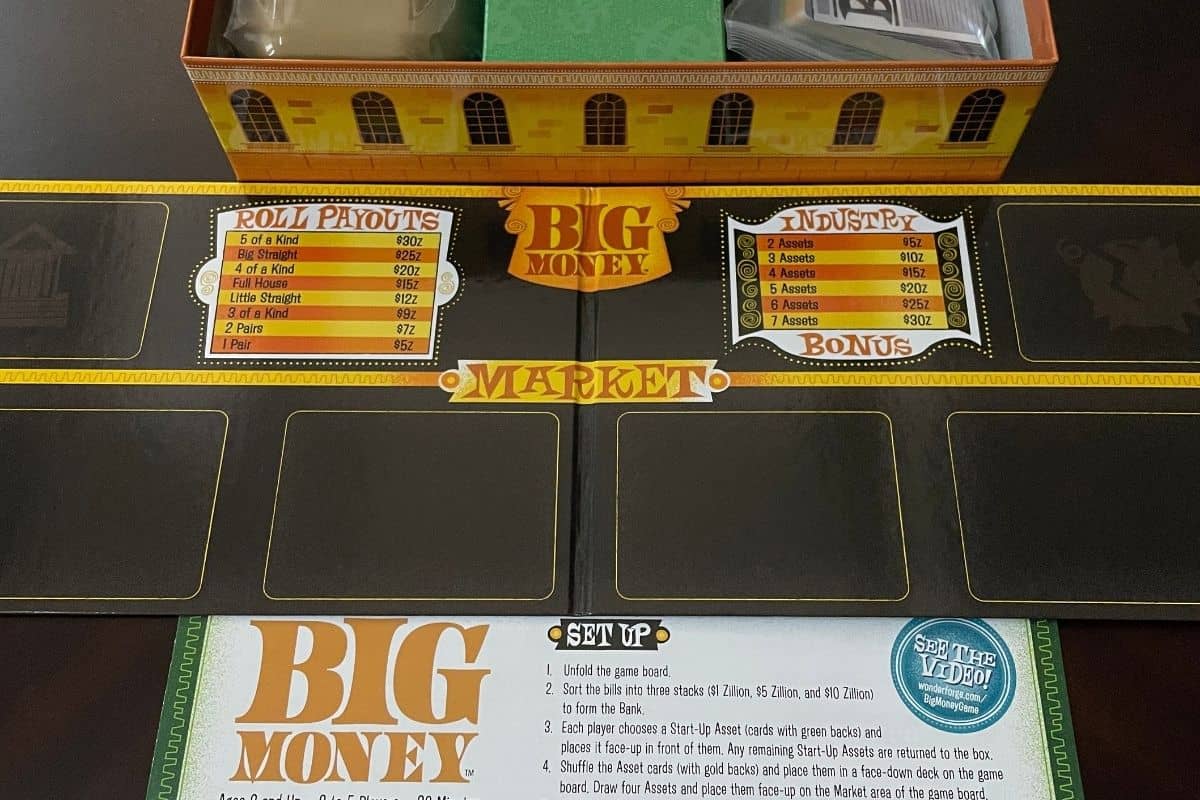 ROLL PAYOUTS
5 of a Kind $30z
Big Straight $25z
4 of a Kind $20z
Full House $15z
Little Straight $12z
3 of a Kind $9z
2 Pairs $7z
1 Pair $5z
BIG
MONEY™
INDUSTRY
2 Assets $5z
3 Assets $10z
4 Assets $15z
5 Assets $20z
6 Assets $25z
7 Assets $30z
BONUS
MARKET
BIG
MONEY™
SET UP
1. Unfold the game board.
2. Sort the bills into three stacks ($1 Zillion, $5 Zillion, and $10 Zillion)
to form the Bank.
3. Each player chooses a Start-Up Asset (cards with green backs) and
places it face-up in front of them. Any remaining Start-Up Assets are returned to the box.
4. Shuffle the Asset cards (with gold backs) and place them in a face-down deck on the game
board. Draw four Assets and place them face-up on the Market area of the game board.
SEE THE
VIDEO!
wonderforge.com/
BigMoneyGame